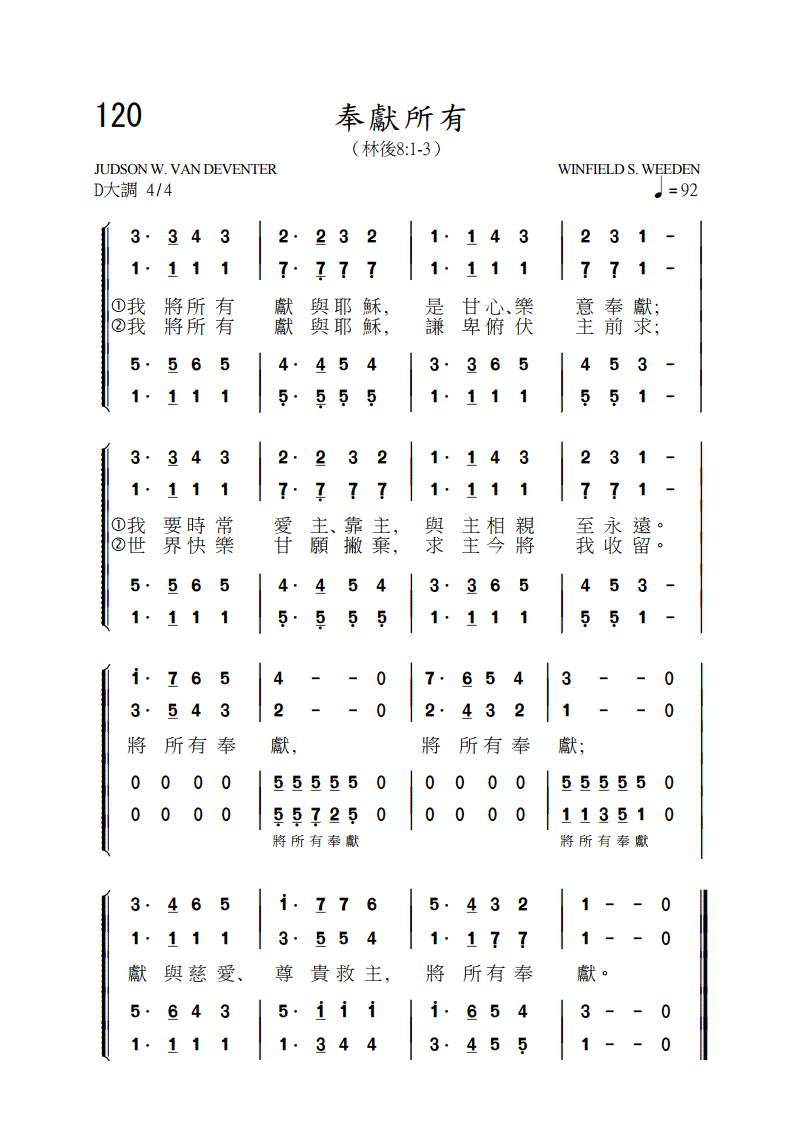 120
奉獻所有
（林後8:1-3）
JUDSON W. VAN DEVENTER WINFIELD S. WEEDEN
D大調 4/4 ♩=92
3· 3 4 3 | 2· 2 3 2 | 1· 1 4 3 | 2 3 1 -
1· 1 1 1 | 7· 7 7 7 | 1· 1 1 1 | 7 7 1 -
①我 將所有 獻 與耶穌, 是 甘心、樂 意奉獻;
②我 將所有 獻 與耶穌, 謙 卑俯伏 主前求;
5· 5 6 5 | 4· 4 5 4 | 3· 3 6 5 | 4 5 3 -
1· 1 1 1 | 5· 5 5 5 | 1· 1 1 1 | 5 5 1 -
3· 3 4 3 | 2· 2 3 2 | 1· 1 4 3 | 2 3 1 -
1· 1 1 1 | 7· 7 7 7 | 1· 1 1 1 | 7 7 1 -
①我 要時常 愛 主、靠主, 與 主相親 至永遠。
②世 界快樂 甘 願撇棄, 求 主今將 我收留。
5· 5 6 5 | 4· 4 5 4 | 3· 3 6 5 | 4 5 3 -
1· 1 1 1 | 5· 5 5 5 | 1· 1 1 1 | 5 5 1 -
1· 7 6 5 | 4 - - 0 | 7· 6 5 4 | 3 - - 0
3· 5 4 3 | 2 - - 0 | 2· 4 3 2 | 1 - - 0
將 所有奉 獻, 將 所有奉 獻;
0 0 0 0 | 5 5 5 5 5 0 | 0 0 0 0 | 5 5 5 5 5 0
0 0 0 0 | 5 5 7 2 5 0 | 0 0 0 0 | 1 1 3 5 1 0
將所有奉獻 將所有奉獻
3· 4 6 5 | 1· 7 7 6 | 5· 4 3 2 | 1 - - 0
1· 1 1 1 | 3· 5 5 4 | 1· 1 7 7 | 1 - - 0
獻 與慈愛、 尊 貴救主, 將 所有奉 獻。
5· 6 4 3 | 5· 1 1 1 | 1· 6 5 4 | 3 - - 0
1· 1 1 1 | 1· 3 4 4 | 3· 4 5 5 | 1 - - 0